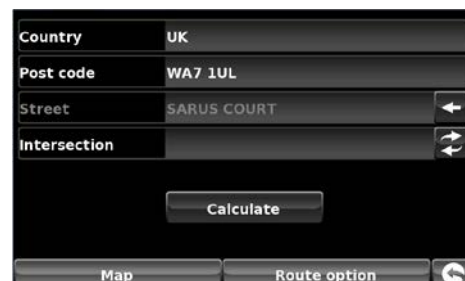 Country UK
Post code WA7 1UL
Street SARUS COURT
Intersection
Calculate
Map Route option